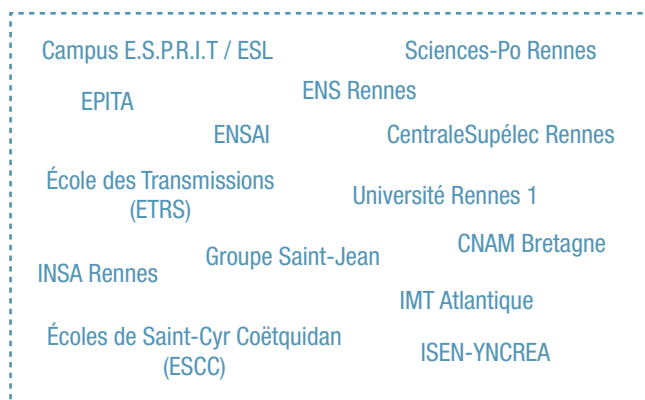 Campus E.S.P.R.I.T / ESL
Sciences-Po Rennes
EPITA
ENS Rennes
ENSAI
CentraleSupélec Rennes
École des Transmissions
(ETRS)
Université Rennes 1
CNAM Bretagne
Groupe Saint-Jean
INSA Rennes
IMT Atlantique
Écoles de Saint-Cyr Coëtquidan
(ESCC)
ISEN-YNCREA